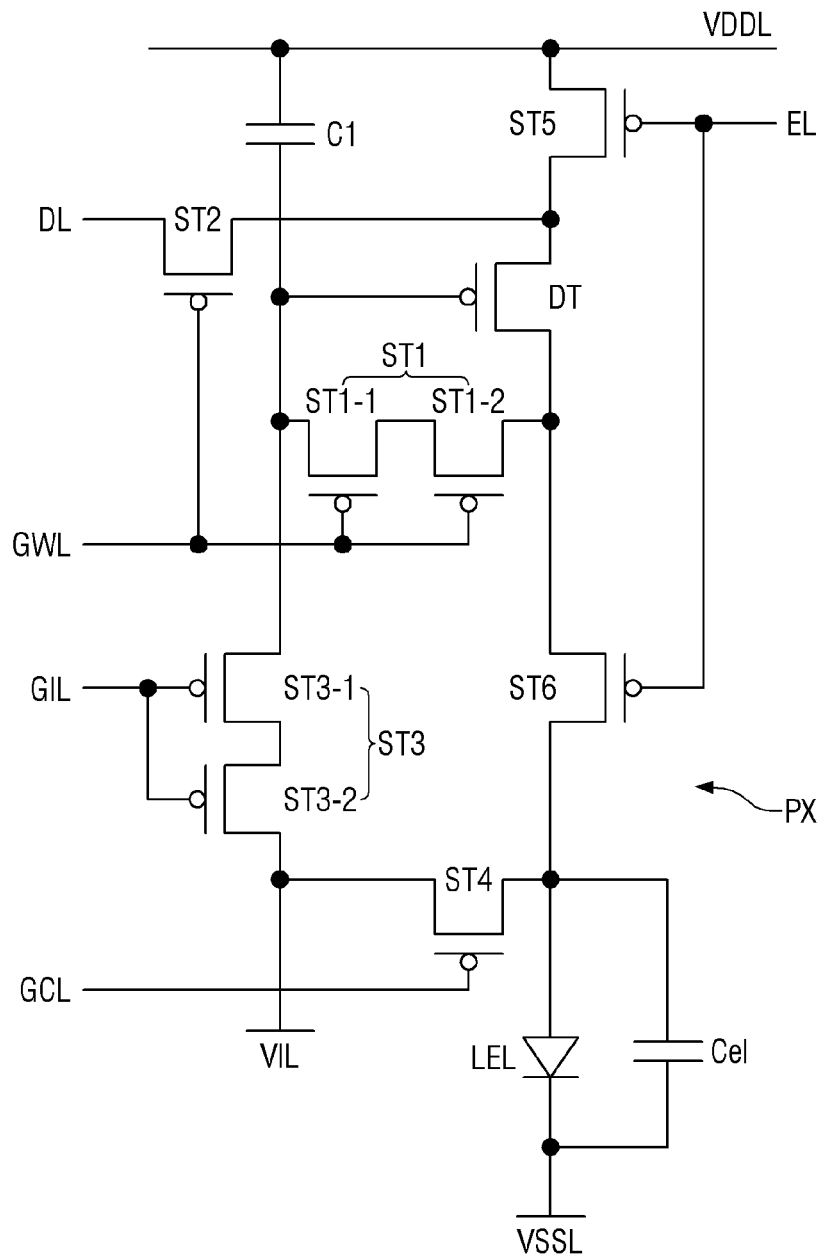 VDDL
C1
ST5
EL
DL
ST2
DT
ST1
ST1-1
ST1-2
GWL
GIL
ST3-1
ST3
ST6
ST3-2
PX
ST4
GCL
VIL
LEL
Cel
VSSL